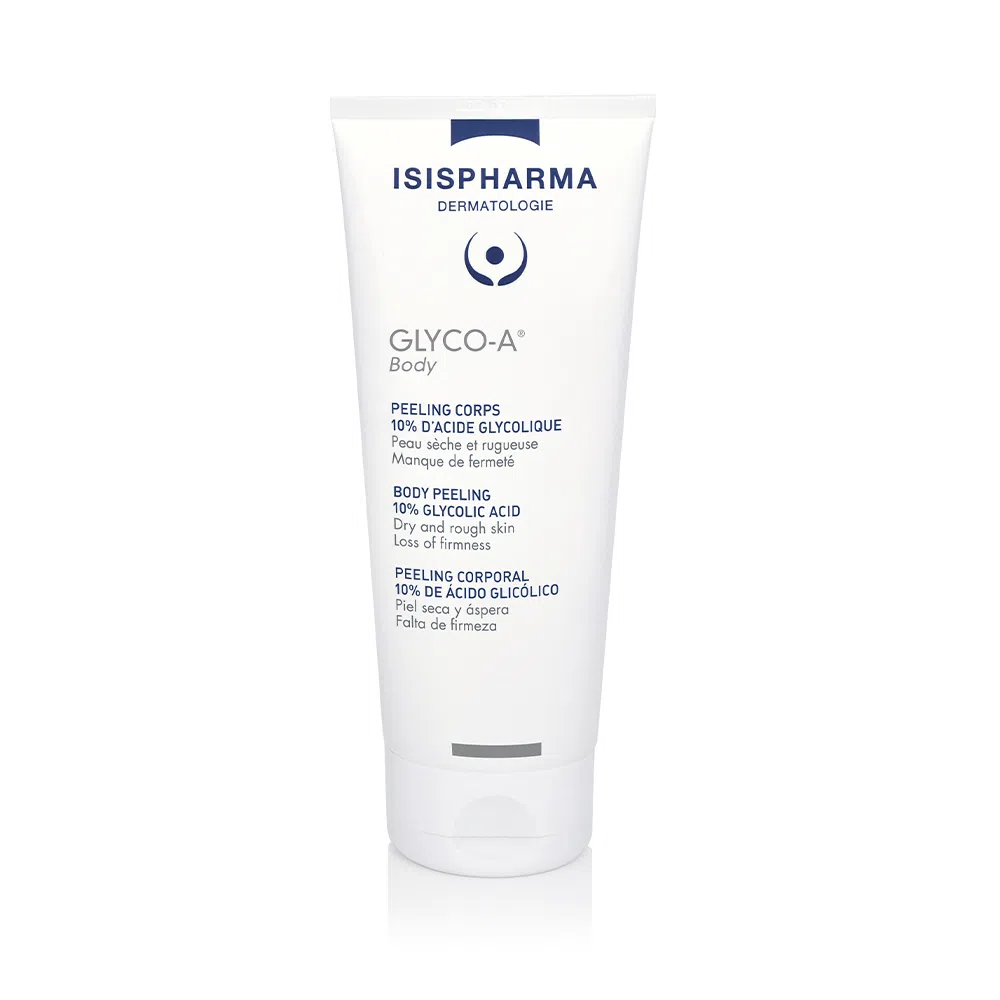 ISISPHARMA
DERMATOLOGIE
GLYCO-A®
Body
PEELING CORPS
10% D'ACIDE GLYCOLIQUE
Peau sèche et rugueuse
Manque de fermeté
BODY PEELING
10% GLYCOLIC ACID
Dry and rough skin
Loss of firmness
PEELING CORPORAL
10% DE ÁCIDO GLICÓLICO
Piel seca y áspera
Falta de firmeza